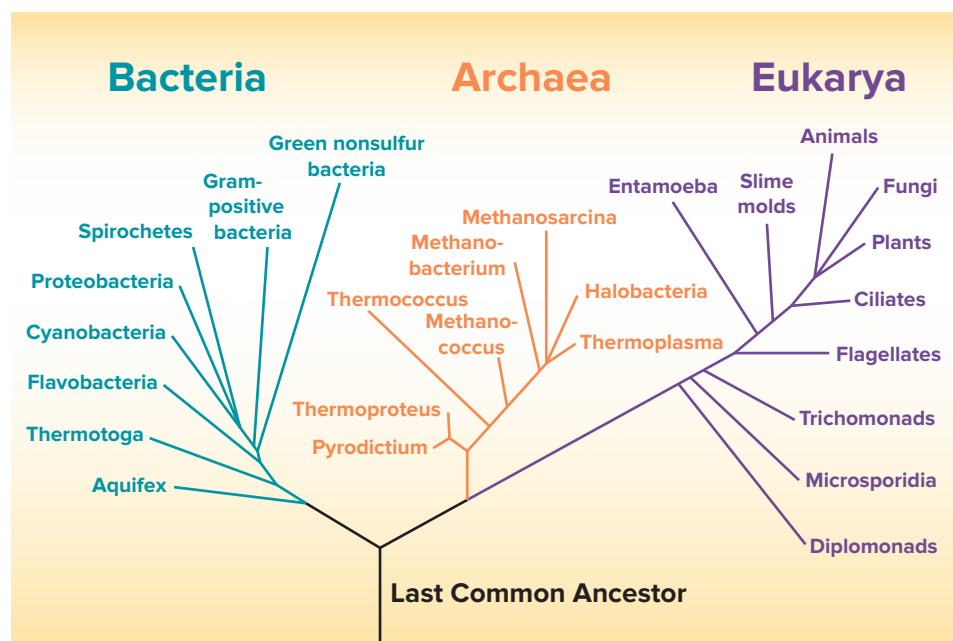 Bacteria
Archaea
Eukarya
Green nonsulfur
bacteria
Gram-
positive
bacteria
Spirochetes
Proteobacteria
Cyanobacteria
Flavobacteria
Thermotoga
Aquifex
Methanosarcina
Methano-
bacterium
Thermococcus
Methano-
coccus
Halobacteria
Thermoplasma
Thermoproteus
Pyrodictium
Animals
Entamoeba
Slime
molds
Fungi
Plants
Ciliates
Flagellates
Trichomonads
Microsporidia
Diplomonads
Last Common Ancestor